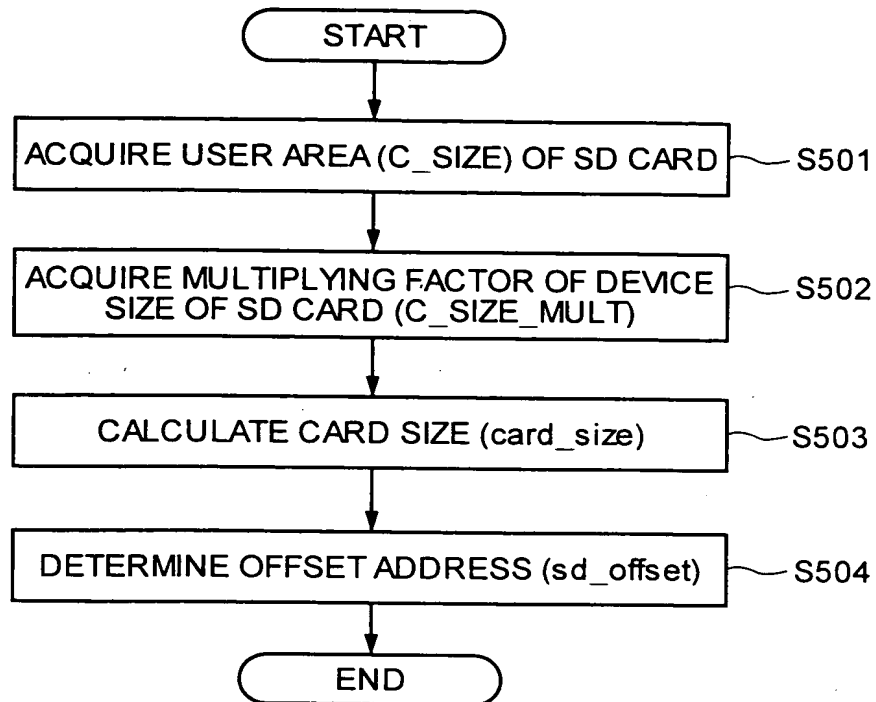 START
ACQUIRE USER AREA (C_SIZE) OF SD CARD
S501
ACQUIRE MULTIPLYING FACTOR OF DEVICE
SIZE OF SD CARD (C_SIZE_MULT)
S502
CALCULATE CARD SIZE (card_size)
S503
DETERMINE OFFSET ADDRESS (sd_offset)
S504
END